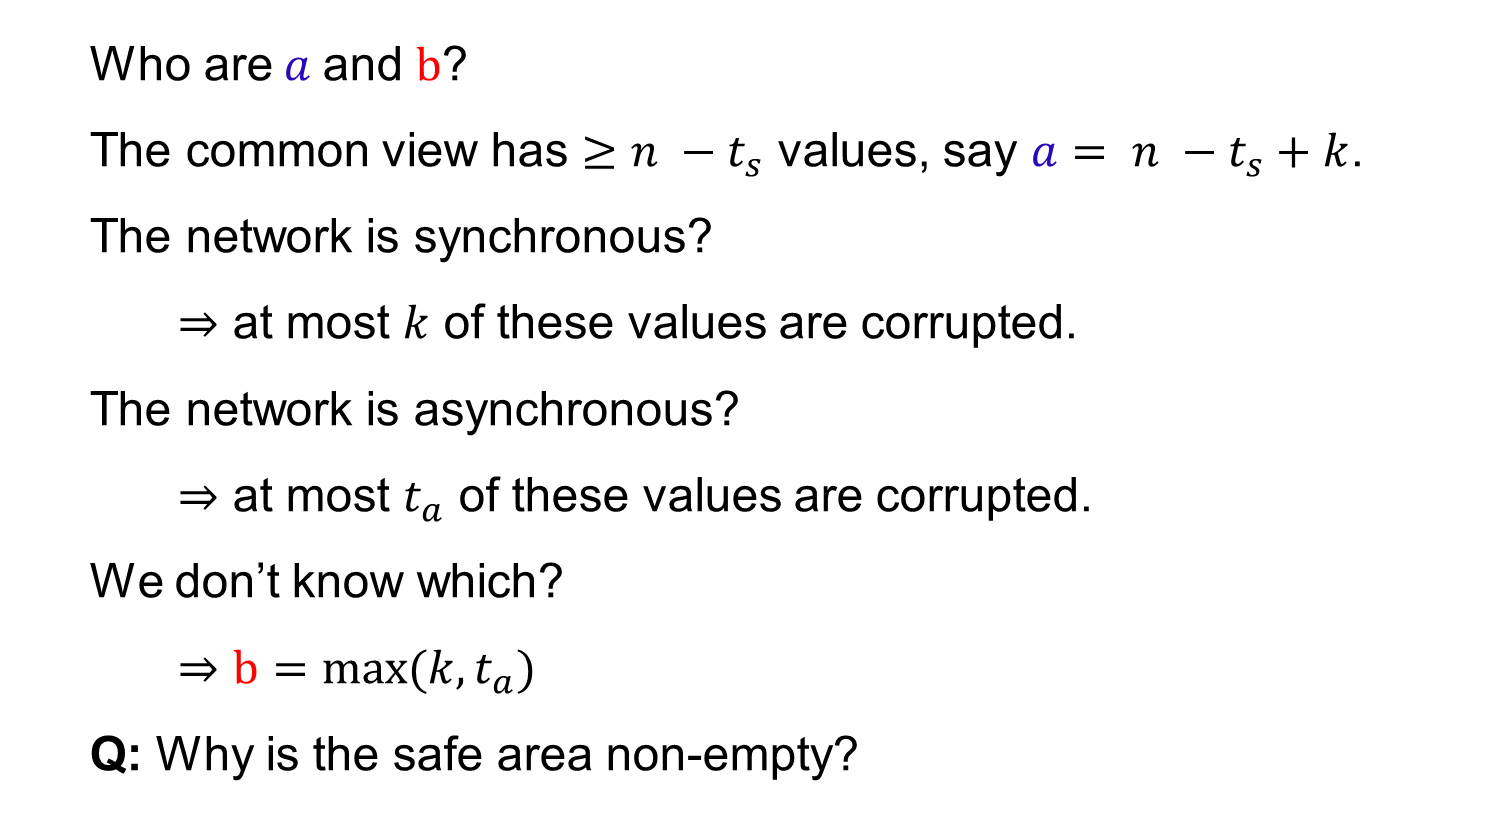 Who are a and b?
The common view has ≥ n − tₛ values, say a = n − tₛ + k.
The network is synchronous?
⇒ at most k of these values are corrupted.
The network is asynchronous?
⇒ at most tₐ of these values are corrupted.
We don’t know which?
⇒ b = max(k, tₐ)
Q: Why is the safe area non-empty?